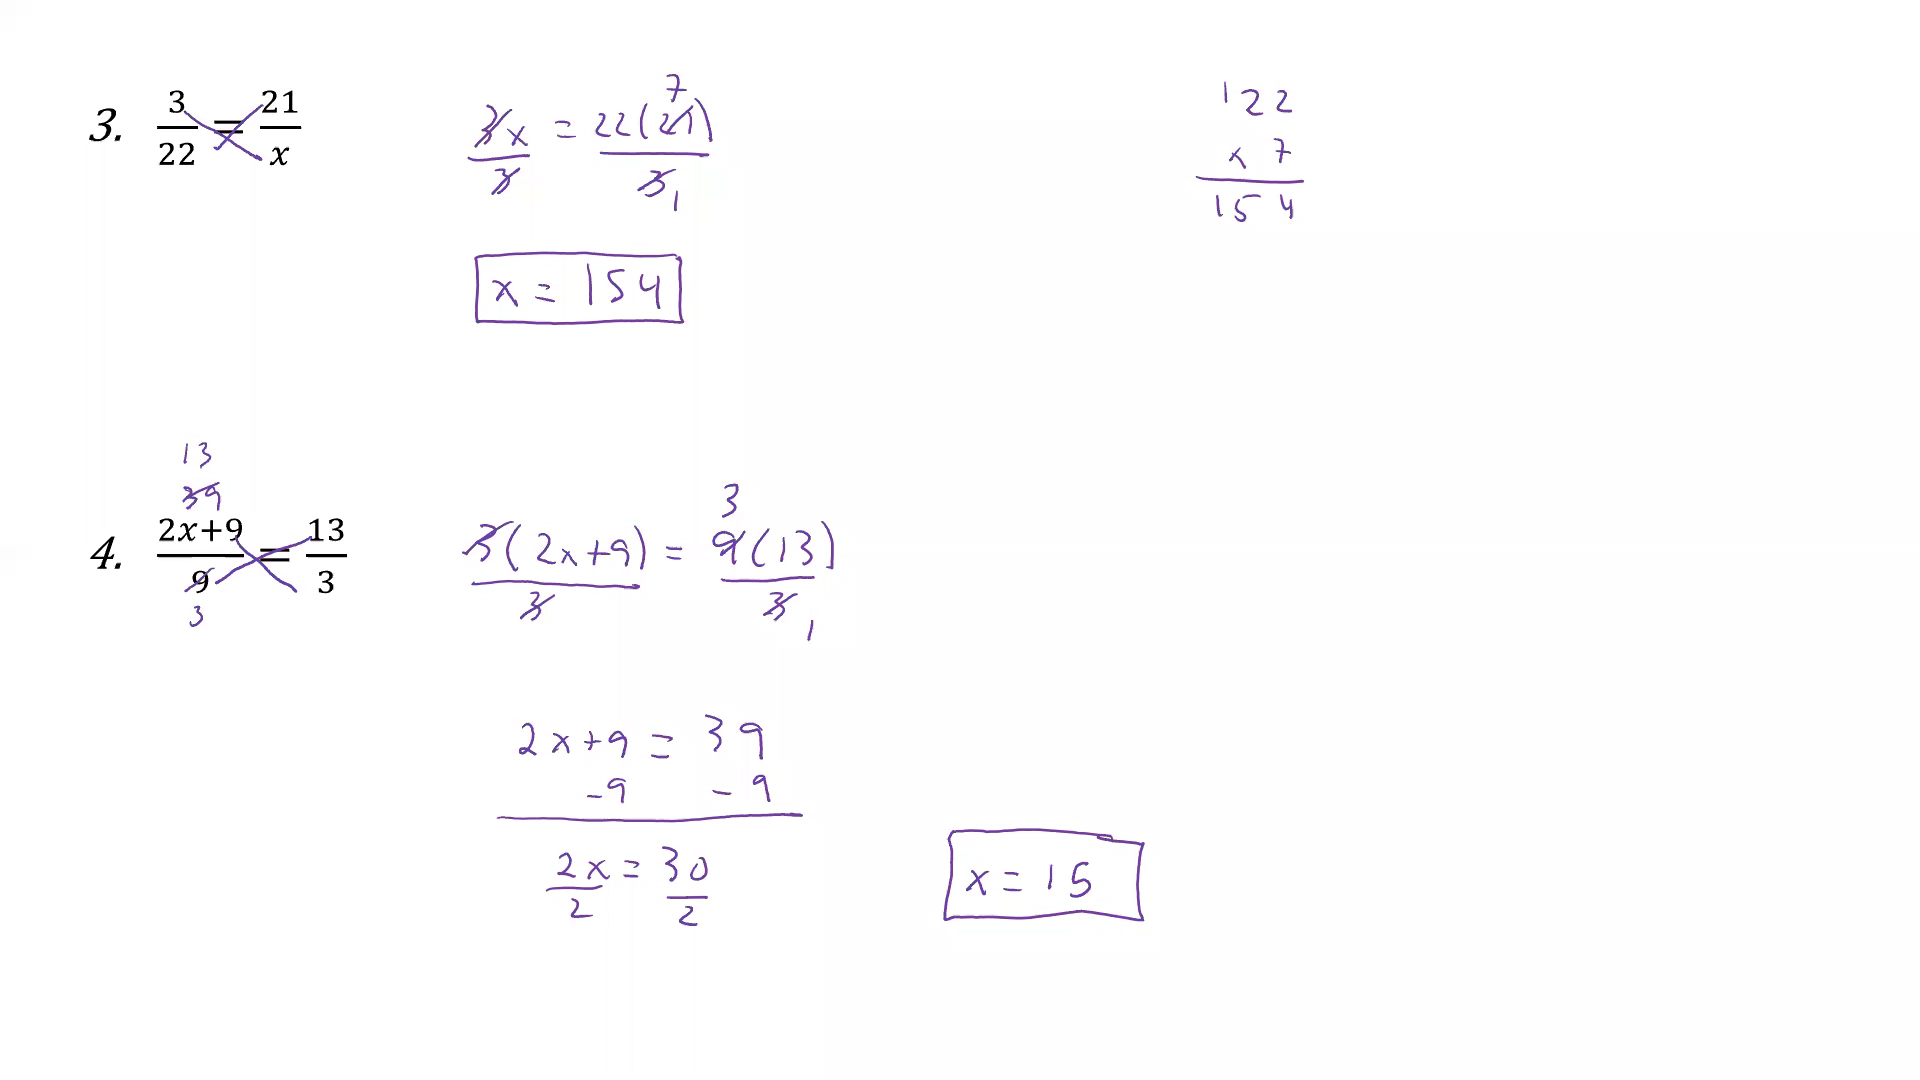 3. 3/22 = 21/x
3x/3 = 22(21)/3
7
1
x = 154
1 22
x 7
154
13
39
4. 2x+9/9 = 13/3
3
3(2x+9)/3 = 9(13)/3
3
1
2x+9 = 39
-9 -9
2x/2 = 30/2
x = 15